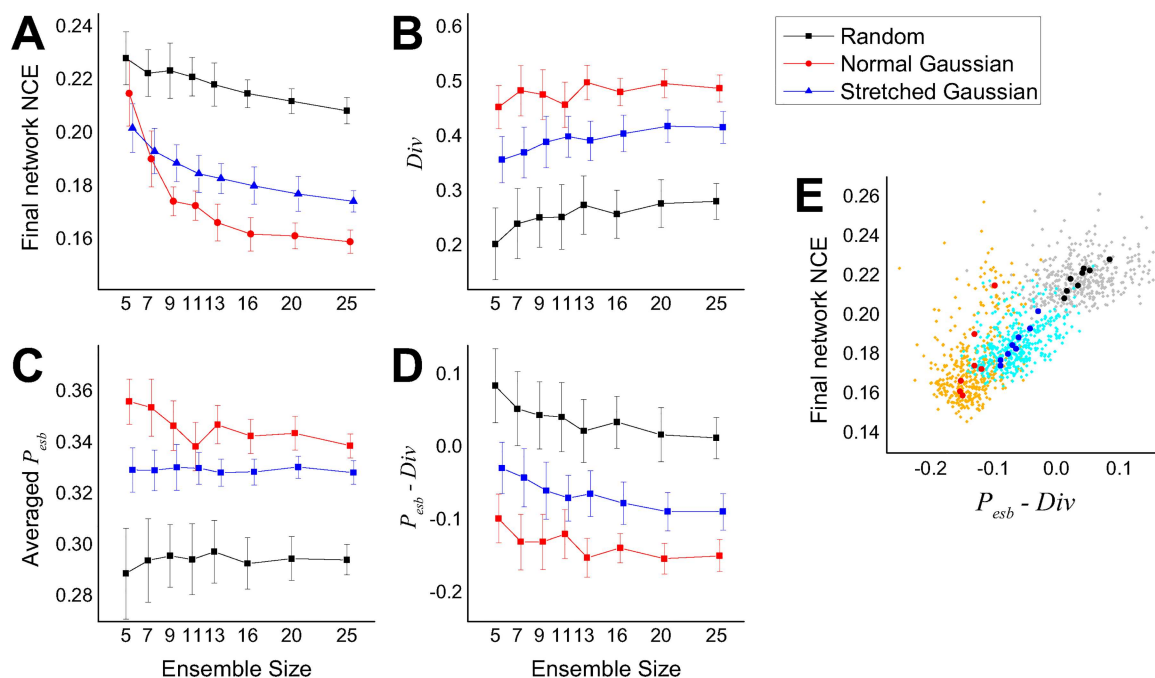 A
Final network NCE
0.24
0.22
0.20
0.18
0.16
5 7 9 11 13 16 20 25
B
Div
0.6
0.5
0.4
0.3
0.2
5 7 9 11 13 16 20 25
Random
Normal Gaussian
Stretched Gaussian
C
Averaged P_esb
0.36
0.34
0.32
0.30
0.28
5 7 9 11 13 16 20 25
Ensemble Size
D
P_esb - Div
0.1
0.0
-0.1
-0.2
5 7 9 11 13 16 20 25
Ensemble Size
E
Final network NCE
0.26
0.24
0.22
0.20
0.18
0.16
0.14
-0.2 -0.1 0.0 0.1
P_esb - Div